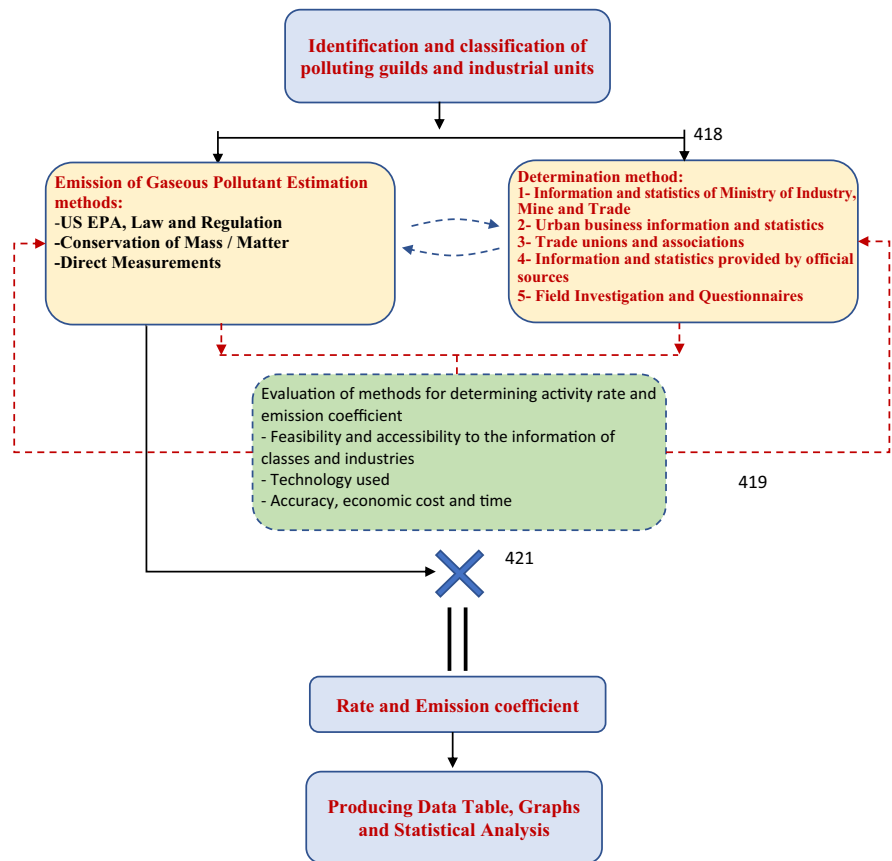 Identification and classification of
polluting guilds and industrial units
418
Emission of Gaseous Pollutant Estimation
methods:
-US EPA, Law and Regulation
-Conservation of Mass / Matter
-Direct Measurements
Determination method:
1- Information and statistics of Ministry of Industry,
Mine and Trade
2- Urban business information and statistics
3- Trade unions and associations
4- Information and statistics provided by official
sources
5- Field Investigation and Questionnaires
Evaluation of methods for determining activity rate and
emission coefficient
- Feasibility and accessibility to the information of
classes and industries
- Technology used
- Accuracy, economic cost and time
419
421
Rate and Emission coefficient
Producing Data Table, Graphs
and Statistical Analysis